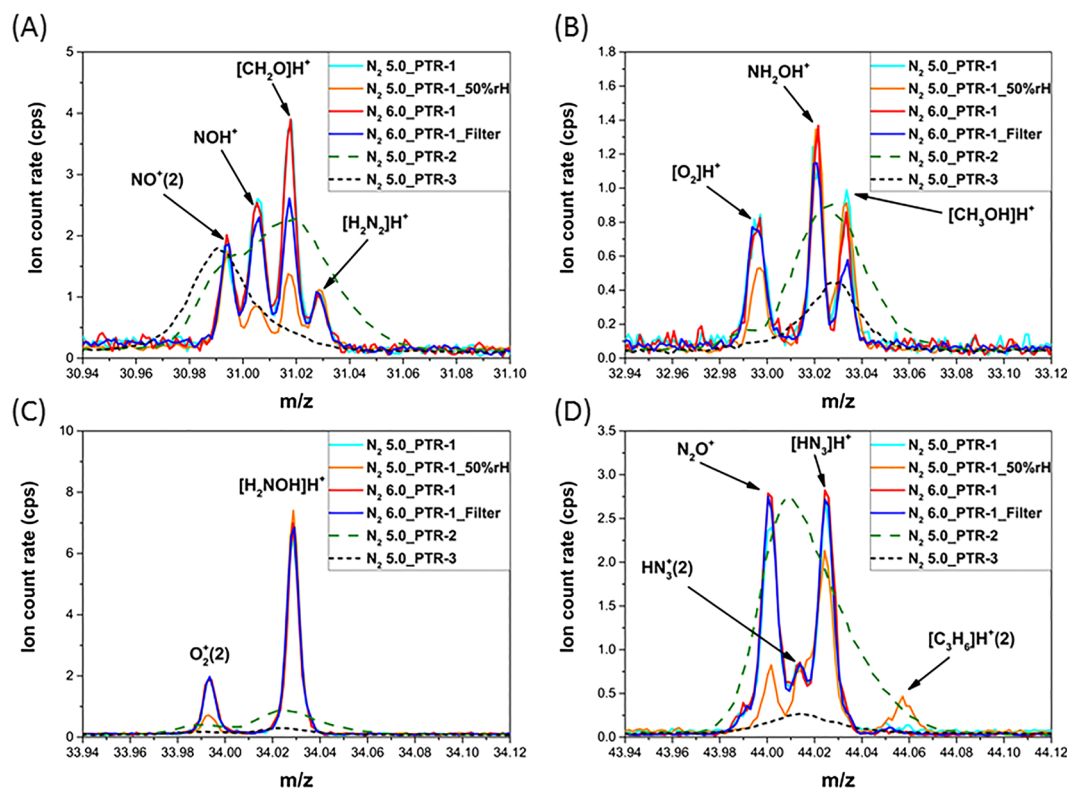 (A)
5
4
3
2
1
0
Ion count rate (cps)
30.94 30.96 30.98 31.00 31.02 31.04 31.06 31.08 31.10
m/z
[CH₂O]H⁺
NOH⁺
NO⁺(2)
[H₂N₂]H⁺
N₂ 5.0_PTR-1
N₂ 5.0_PTR-1_50%rH
N₂ 6.0_PTR-1
N₂ 6.0_PTR-1_Filter
N₂ 5.0_PTR-2
N₂ 5.0_PTR-3
(B)
1.8
1.6
1.4
1.2
1.0
0.8
0.6
0.4
0.2
0.0
Ion count rate (cps)
32.94 32.96 32.98 33.00 33.02 33.04 33.06 33.08 33.10 33.12
m/z
NH₂OH⁺
[O₂]H⁺
[CH₃OH]H⁺
N₂ 5.0_PTR-1
N₂ 5.0_PTR-1_50%rH
N₂ 6.0_PTR-1
N₂ 6.0_PTR-1_Filter
N₂ 5.0_PTR-2
N₂ 5.0_PTR-3
(C)
10
8
6
4
2
0
Ion count rate (cps)
33.94 33.96 33.98 34.00 34.02 34.04 34.06 34.08 34.10 34.12
m/z
[H₂NOH]H⁺
O₂⁺(2)
N₂ 5.0_PTR-1
N₂ 5.0_PTR-1_50%rH
N₂ 6.0_PTR-1
N₂ 6.0_PTR-1_Filter
N₂ 5.0_PTR-2
N₂ 5.0_PTR-3
(D)
3.5
3.0
2.5
2.0
1.5
1.0
0.5
0.0
Ion count rate (cps)
43.94 43.96 43.98 44.00 44.02 44.04 44.06 44.08 44.10 44.12
m/z
N₂O⁺
[HN₃]H⁺
HN₃⁺(2)
[C₃H₆]H⁺(2)
N₂ 5.0_PTR-1
N₂ 5.0_PTR-1_50%rH
N₂ 6.0_PTR-1
N₂ 6.0_PTR-1_Filter
N₂ 5.0_PTR-2
N₂ 5.0_PTR-3